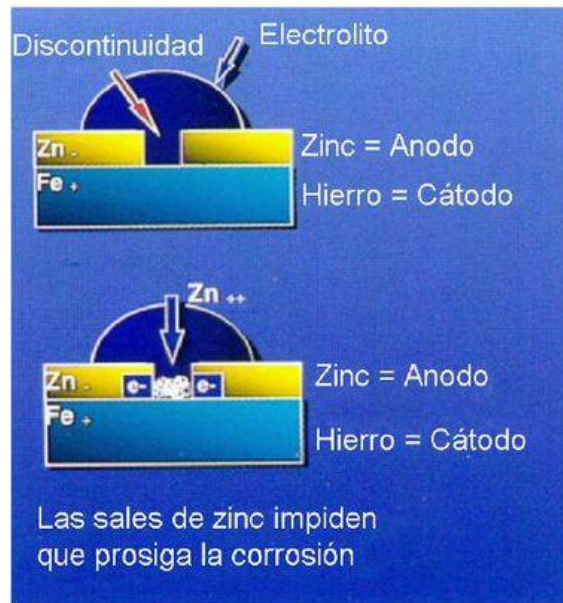 Discontinuidad
Electrolito
Zn -
Fe +
Zinc = Anodo
Hierro = Cátodo
Zn ++
Zn -
e-
e-
Fe +
Zinc = Anodo
Hierro = Cátodo
Las sales de zinc impiden
que prosiga la corrosión